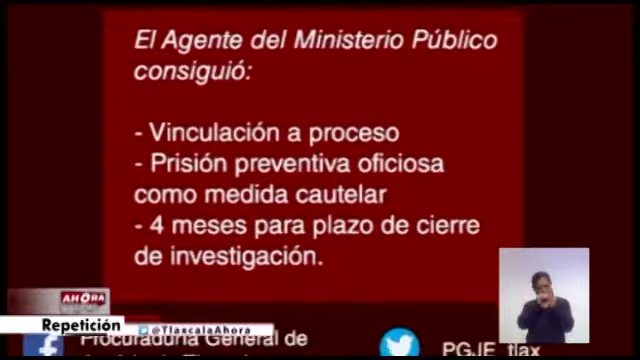 El Agente del Ministerio Público
consiguió:
- Vinculación a proceso
- Prisión preventiva oficiosa
como medida cautelar
- 4 meses para plazo de cierre
de investigación.
AHORA
Repetición
@TlaxcalaAhora
Procuraduría General de
PGJE_tlax